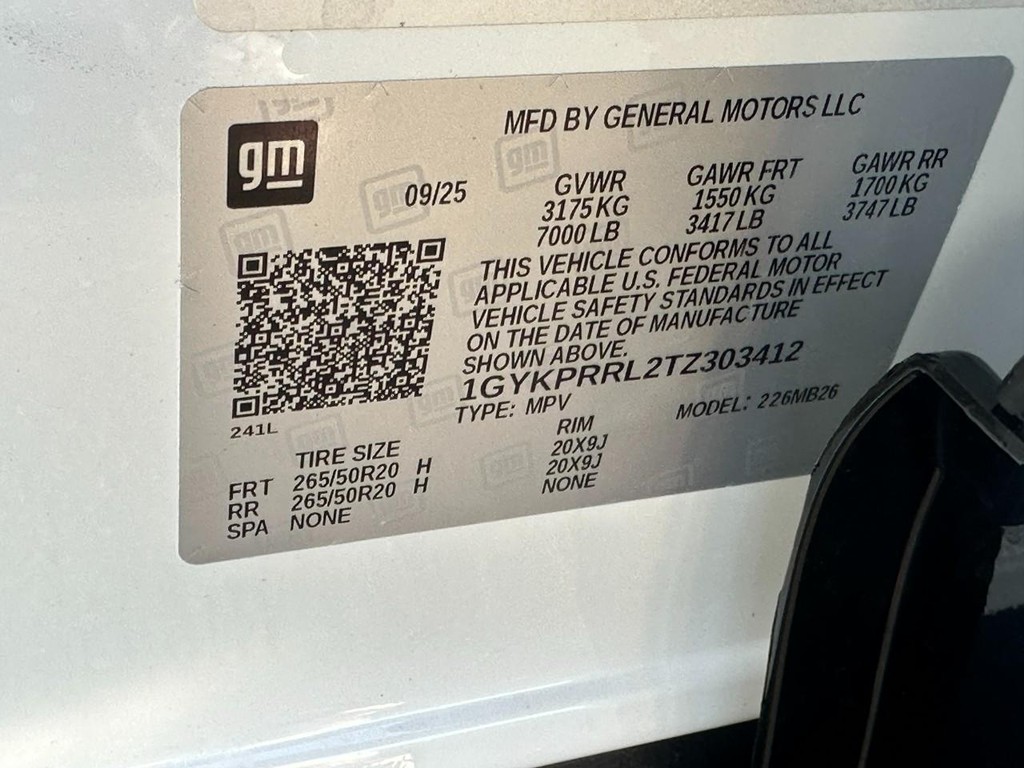 MFD BY GENERAL MOTORS LLC
gm
09/25
GVWR
3175 KG
7000 LB
GAWR FRT
1550 KG
3417 LB
GAWR RR
1700 KG
3747 LB
THIS VEHICLE CONFORMS TO ALL
APPLICABLE U.S. FEDERAL MOTOR
VEHICLE SAFETY STANDARDS IN EFFECT
ON THE DATE OF MANUFACTURE
SHOWN ABOVE.
1GYKPRRL2TZ303412
TYPE: MPV MODEL: 226MB26
241L
TIRE SIZE RIM
FRT 265/50R20 H 20X9J
RR 265/50R20 H 20X9J
SPA NONE NONE